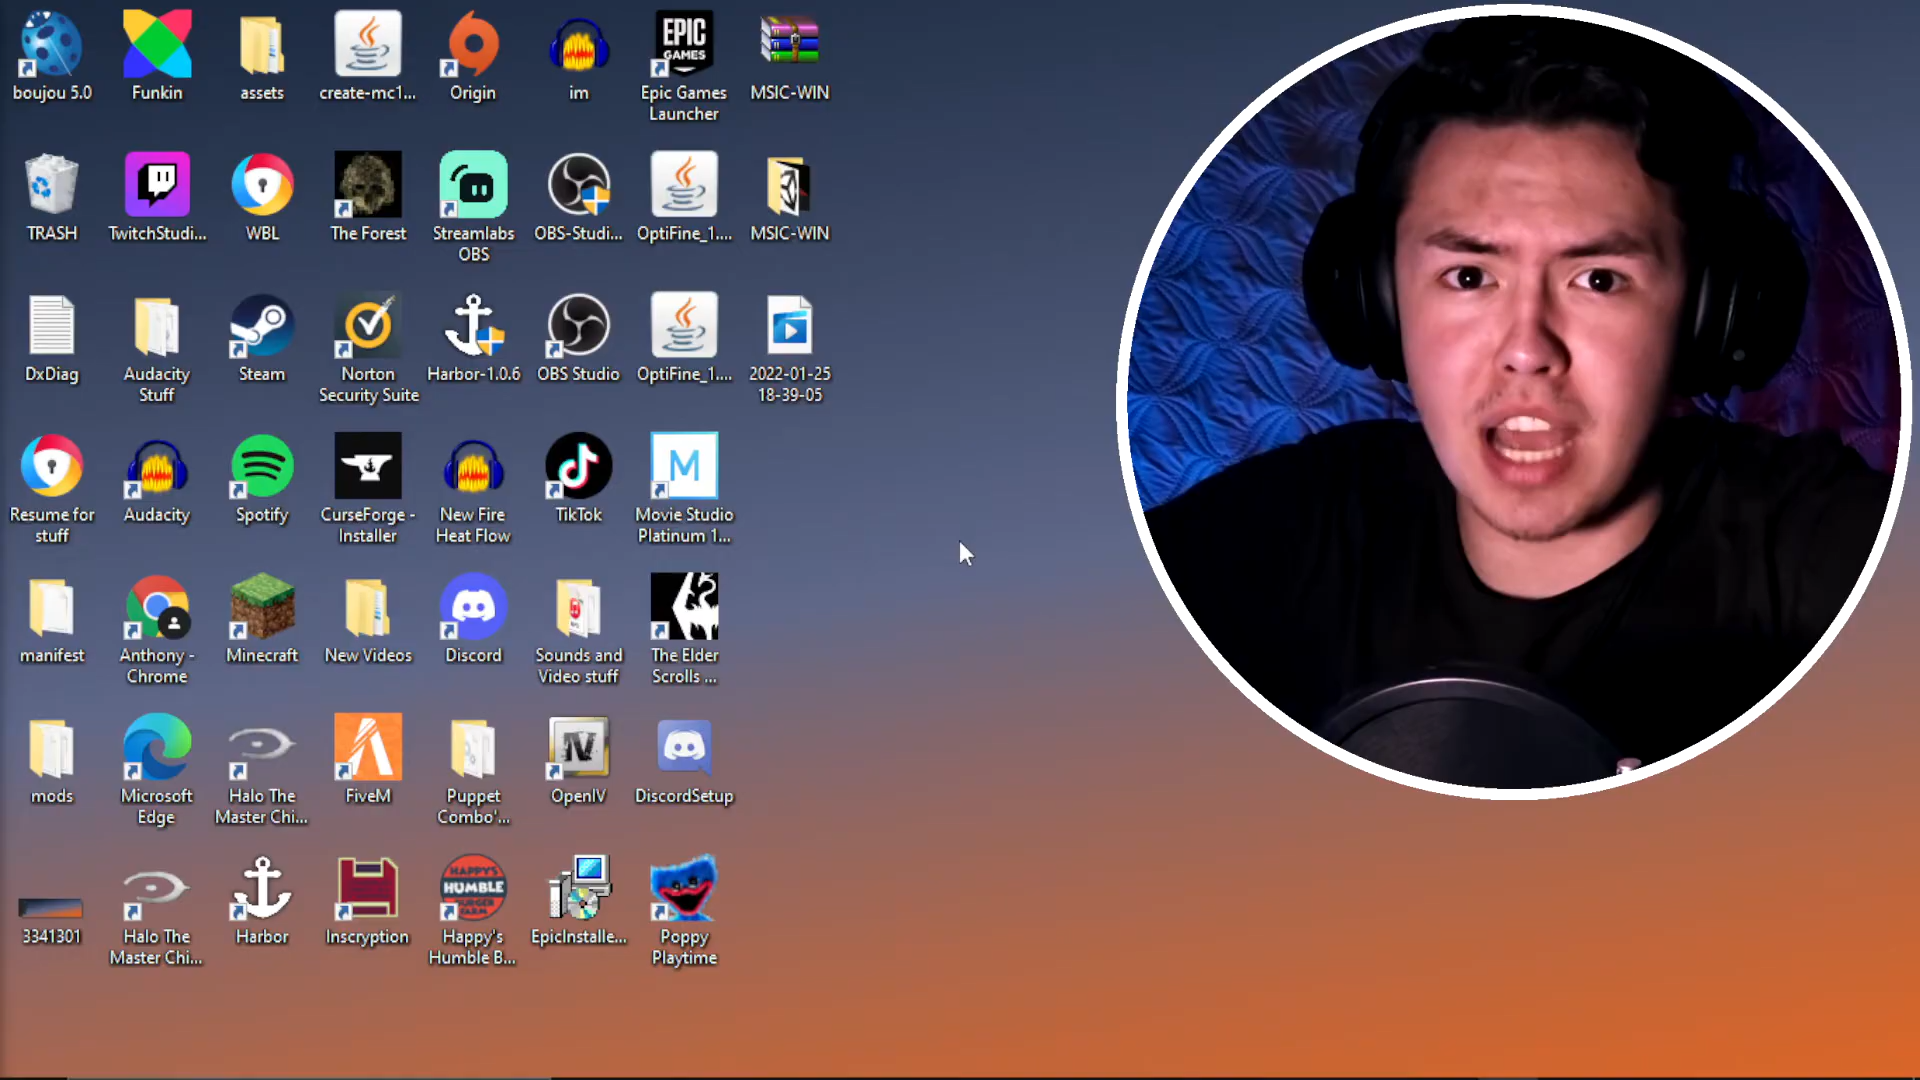 boujou 5.0
Funkin
assets
create-mc1...
Origin
im
EPIC
GAMES
Epic Games
Launcher
MSIC-WIN
TRASH
TwitchStudi...
WBL
The Forest
Streamlabs
OBS
OBS-Studi...
OptiFine_1....
MSIC-WIN
DxDiag
Audacity
Stuff
Steam
Norton
Security Suite
Harbor-1.0.6
OBS Studio
OptiFine_1....
2022-01-25
18-39-05
Resume for
stuff
Audacity
Spotify
CurseForge -
Installer
New Fire
Heat Flow
TikTok
M
Movie Studio
Platinum 1...
manifest
Anthony -
Chrome
Minecraft
New Videos
Discord
Sounds and
Video stuff
The Elder
Scrolls ...
mods
Microsoft
Edge
Halo The
Master Chi...
FiveM
Puppet
Combo'...
IV
OpenIV
DiscordSetup
3341301
Halo The
Master Chi...
Harbor
Inscryption
HAPPY'S
HUMBLE
BURGER
FARM
Happy's
Humble B...
EpicInstalle...
Poppy
Playtime